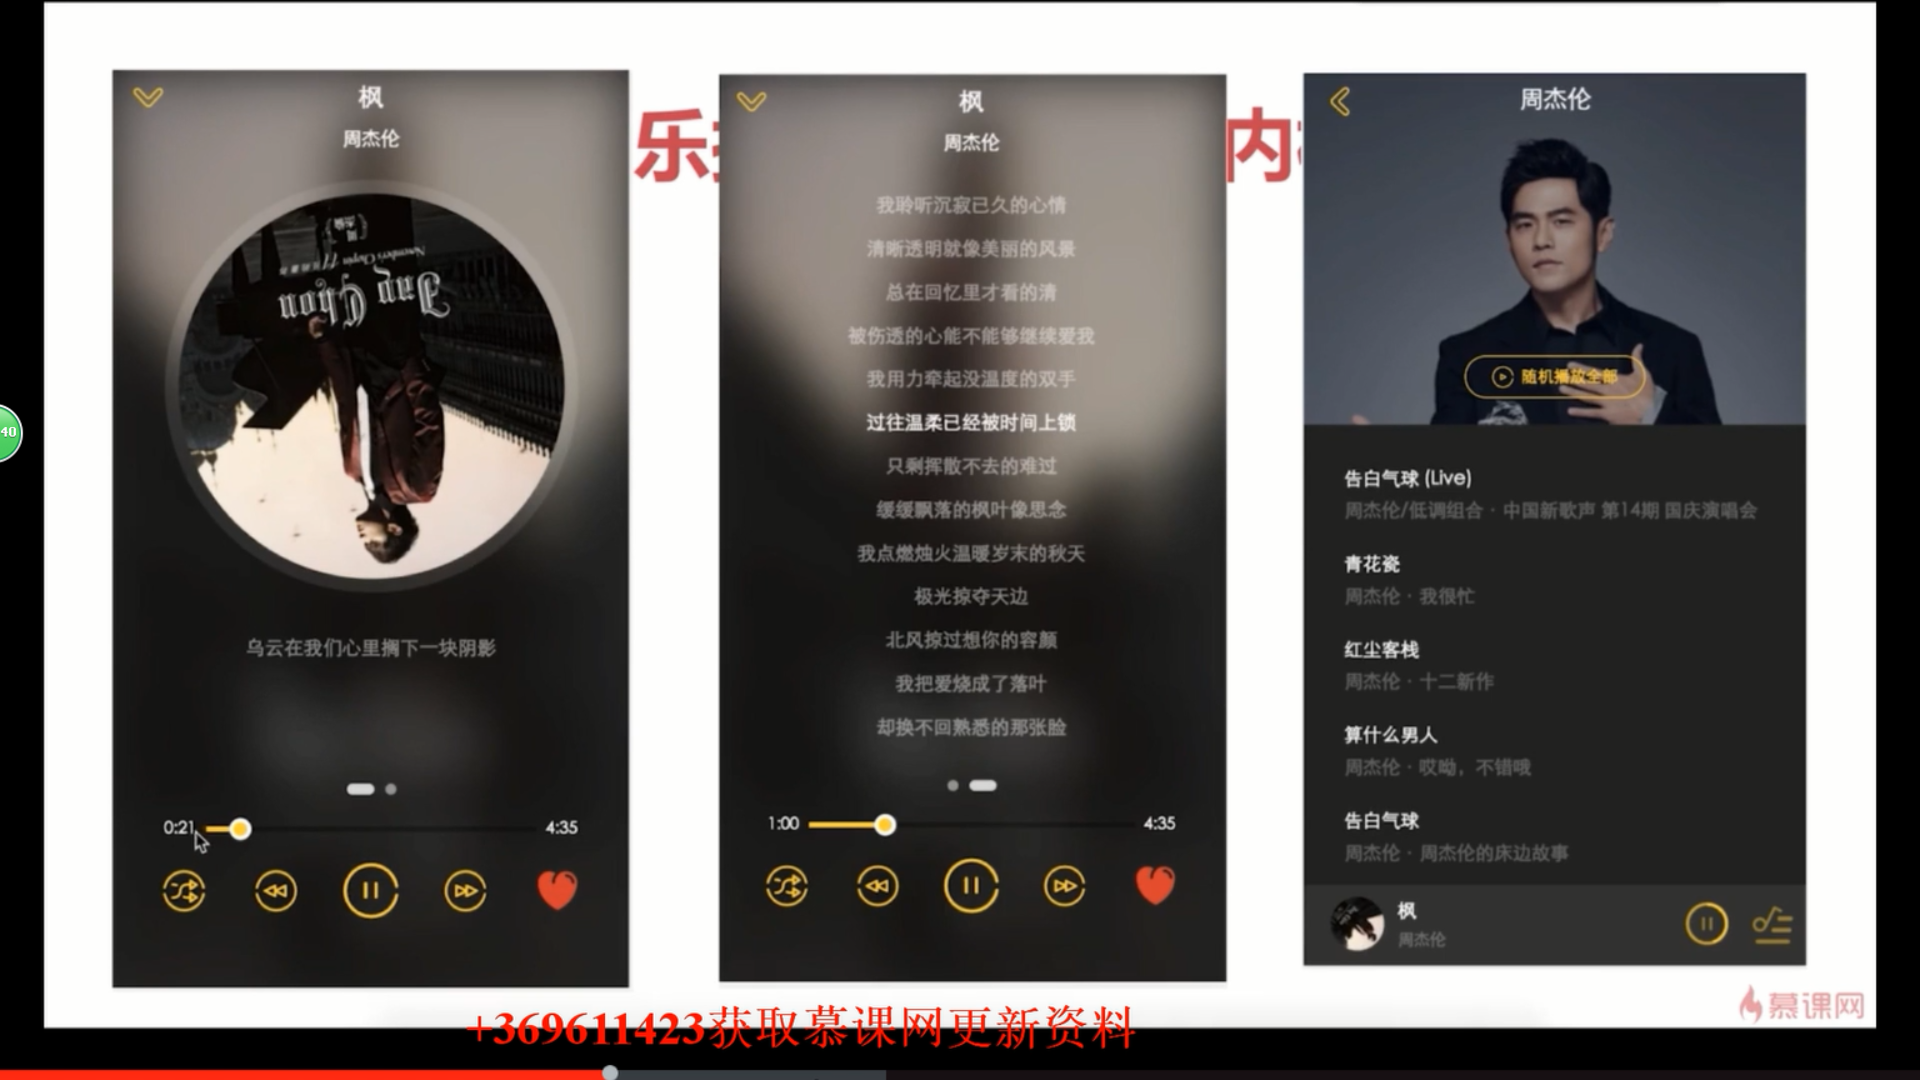 乐
内
枫
周杰伦
Jay Chou
November's Chopin
乌云在我们心里搁下一块阴影
0:21
4:35
枫
周杰伦
我聆听沉寂已久的心情
清晰透明就像美丽的风景
总在回忆里才看的清
被伤透的心能不能够继续爱我
我用力牵起没温度的双手
过往温柔已经被时间上锁
只剩挥散不去的难过
缓缓飘落的枫叶像思念
我点燃烛火温暖岁末的秋天
极光掠夺天边
北风掠过想你的容颜
我把爱烧成了落叶
却换不回熟悉的那张脸
1:00
4:35
周杰伦
随机播放全部
告白气球 (Live)
周杰伦/低调组合 · 中国新歌声 第14期 国庆演唱会
青花瓷
周杰伦 · 我很忙
红尘客栈
周杰伦 · 十二新作
算什么男人
周杰伦 · 哎呦，不错哦
告白气球
周杰伦 · 周杰伦的床边故事
枫
周杰伦
40
慕课网
+369611423获取慕课网更新资料